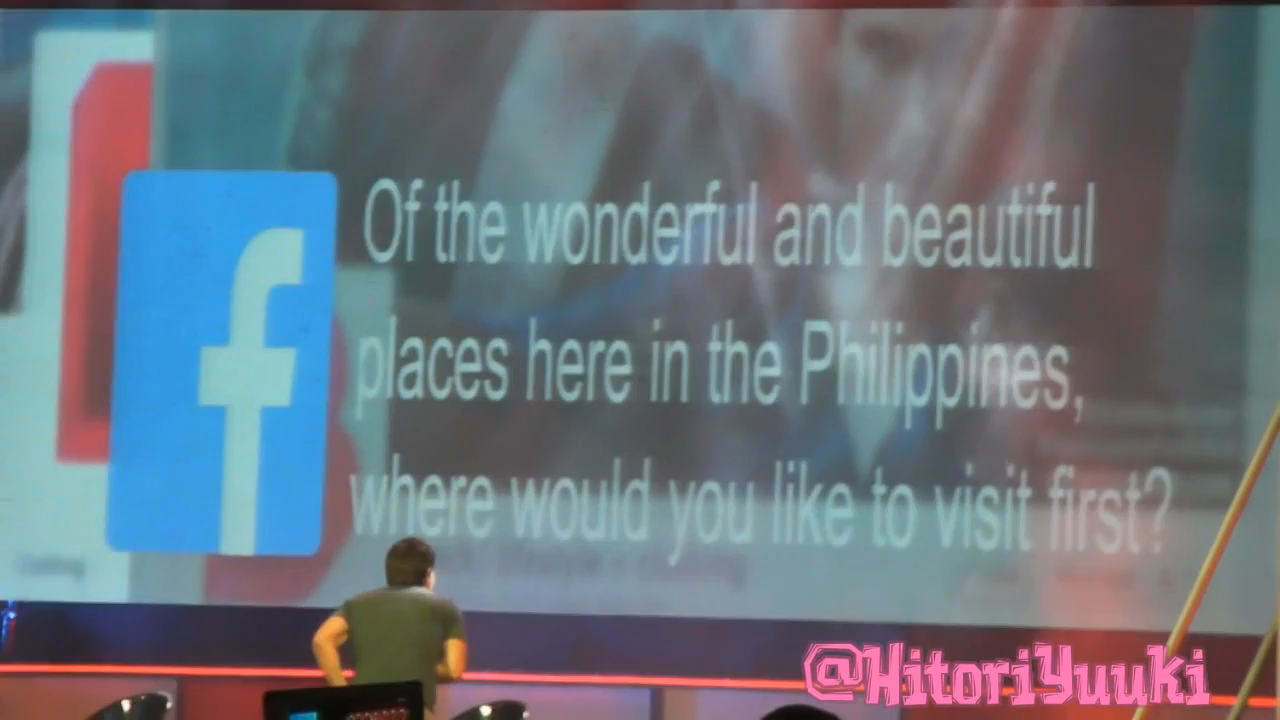 Of the wonderful and beautiful
places here in the Philippines,
where would you like to visit first?
@HitoriYuuki